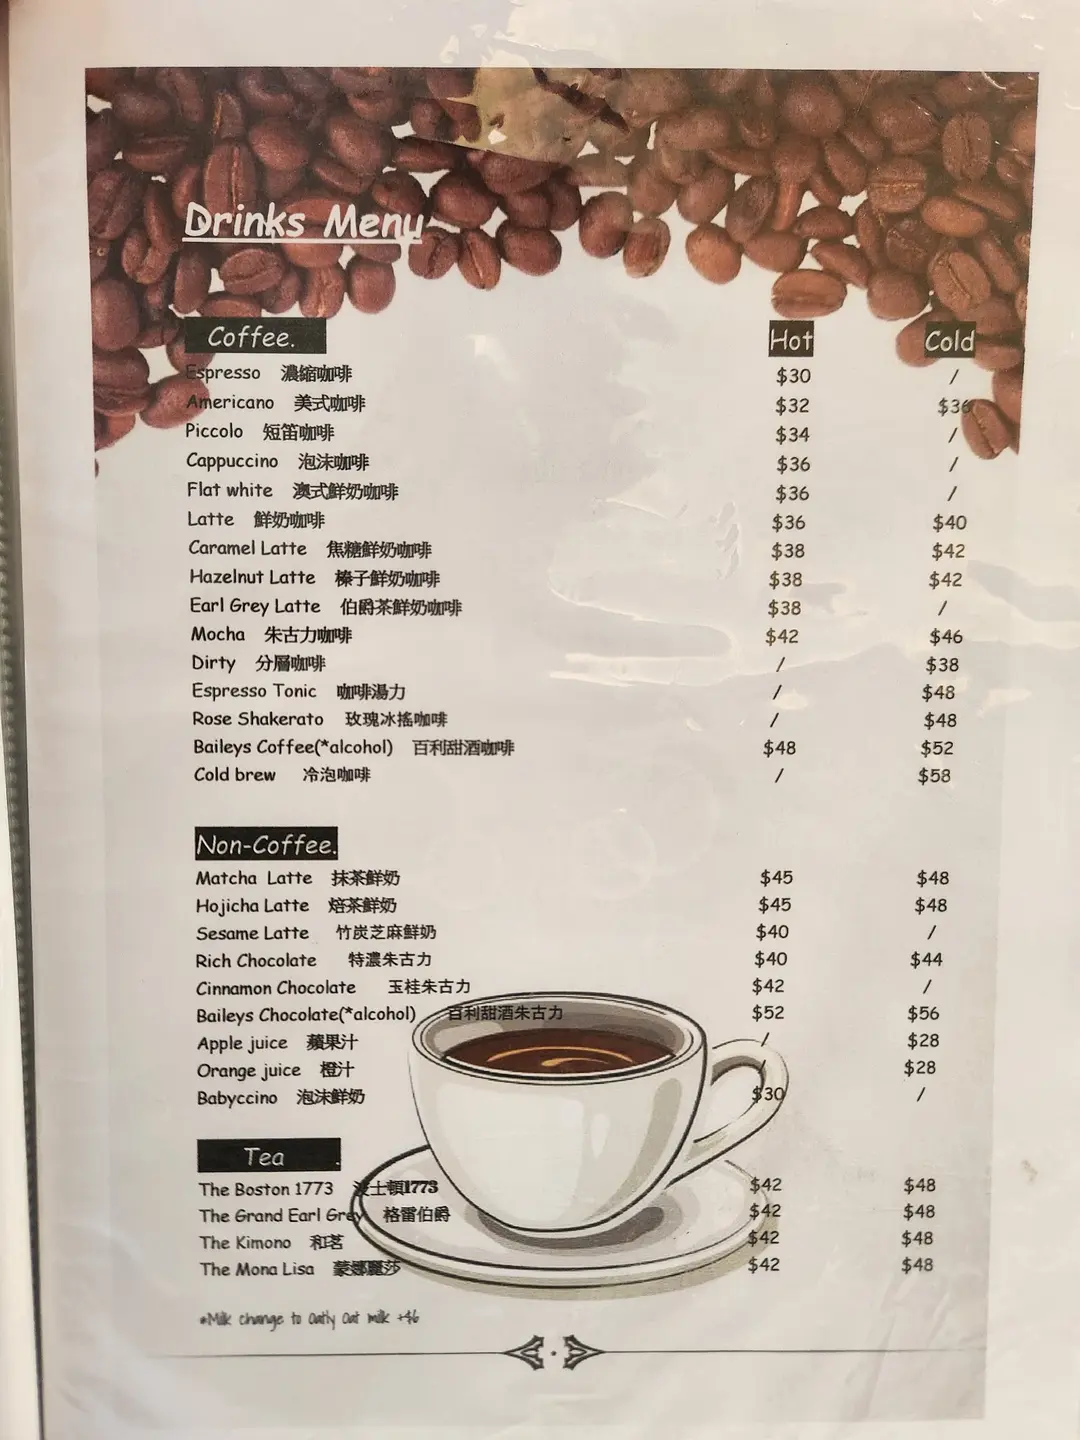 Drinks Menu
Coffee. Hot Cold
Espresso 濃縮咖啡 $30 /
Americano 美式咖啡 $32 $36
Piccolo 短笛咖啡 $34 /
Cappuccino 泡沫咖啡 $36 /
Flat white 澳式鮮奶咖啡 $36 /
Latte 鮮奶咖啡 $36 $40
Caramel Latte 焦糖鮮奶咖啡 $38 $42
Hazelnut Latte 榛子鮮奶咖啡 $38 $42
Earl Grey Latte 伯爵茶鮮奶咖啡 $38 /
Mocha 朱古力咖啡 $42 $46
Dirty 分層咖啡 / $38
Espresso Tonic 咖啡湯力 / $48
Rose Shakerato 玫瑰冰搖咖啡 / $48
Baileys Coffee(*alcohol) 百利甜酒咖啡 $48 $52
Cold brew 冷泡咖啡 / $58
Non-Coffee.
Matcha Latte 抹茶鮮奶 $45 $48
Hojicha Latte 焙茶鮮奶 $45 $48
Sesame Latte 竹炭芝麻鮮奶 $40 /
Rich Chocolate 特濃朱古力 $40 $44
Cinnamon Chocolate 玉桂朱古力 $42 /
Baileys Chocolate(*alcohol) 百利甜酒朱古力 $52 $56
Apple juice 蘋果汁 / $28
Orange juice 橙汁 / $28
Babyccino 泡沫鮮奶 $30 /
Tea .
The Boston 1773 波士頓1773 $42 $48
The Grand Earl Grey 格雷伯爵 $42 $48
The Kimono 和茗 $42 $48
The Mona Lisa 蒙娜麗莎 $42 $48
*Milk change to Oatly Oat milk +$6